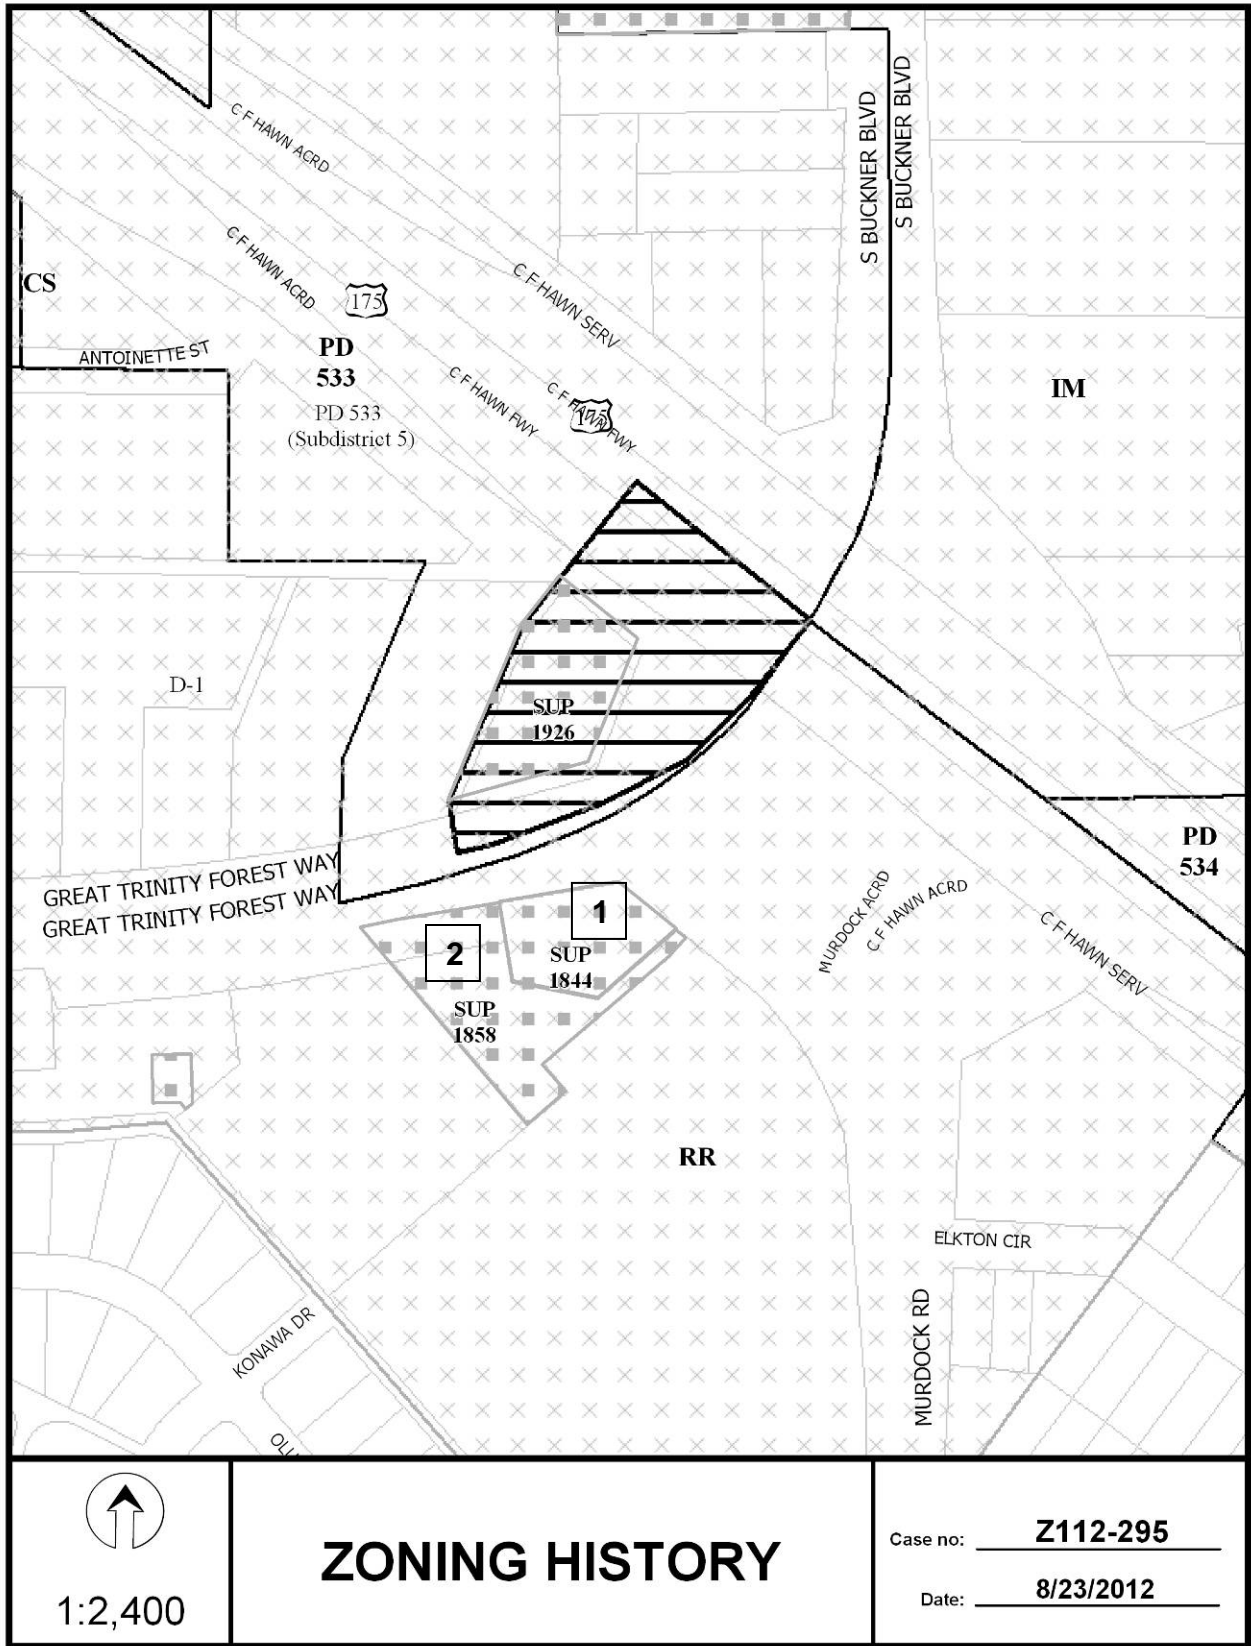 S BUCKNER BLVD
S BUCKNER BLVD
C F HAWN ACRD
C F HAWN ACRD
175
C F HAWN SERV
CS
ANTOINETTE ST
PD
533
PD 533
(Subdistrict 5)
C F HAWN FWY
C F HAWN FWY
175
IM
D-1
SUP
1926
PD
534
GREAT TRINITY FOREST WAY
GREAT TRINITY FOREST WAY
1
SUP
1844
2
SUP
1858
MURDOCK ACRD
C F HAWN ACRD
C F HAWN SERV
RR
ELKTON CIR
MURDOCK RD
KONAWA DR
1:2,400
ZONING HISTORY
Case no: Z112-295
Date: 8/23/2012